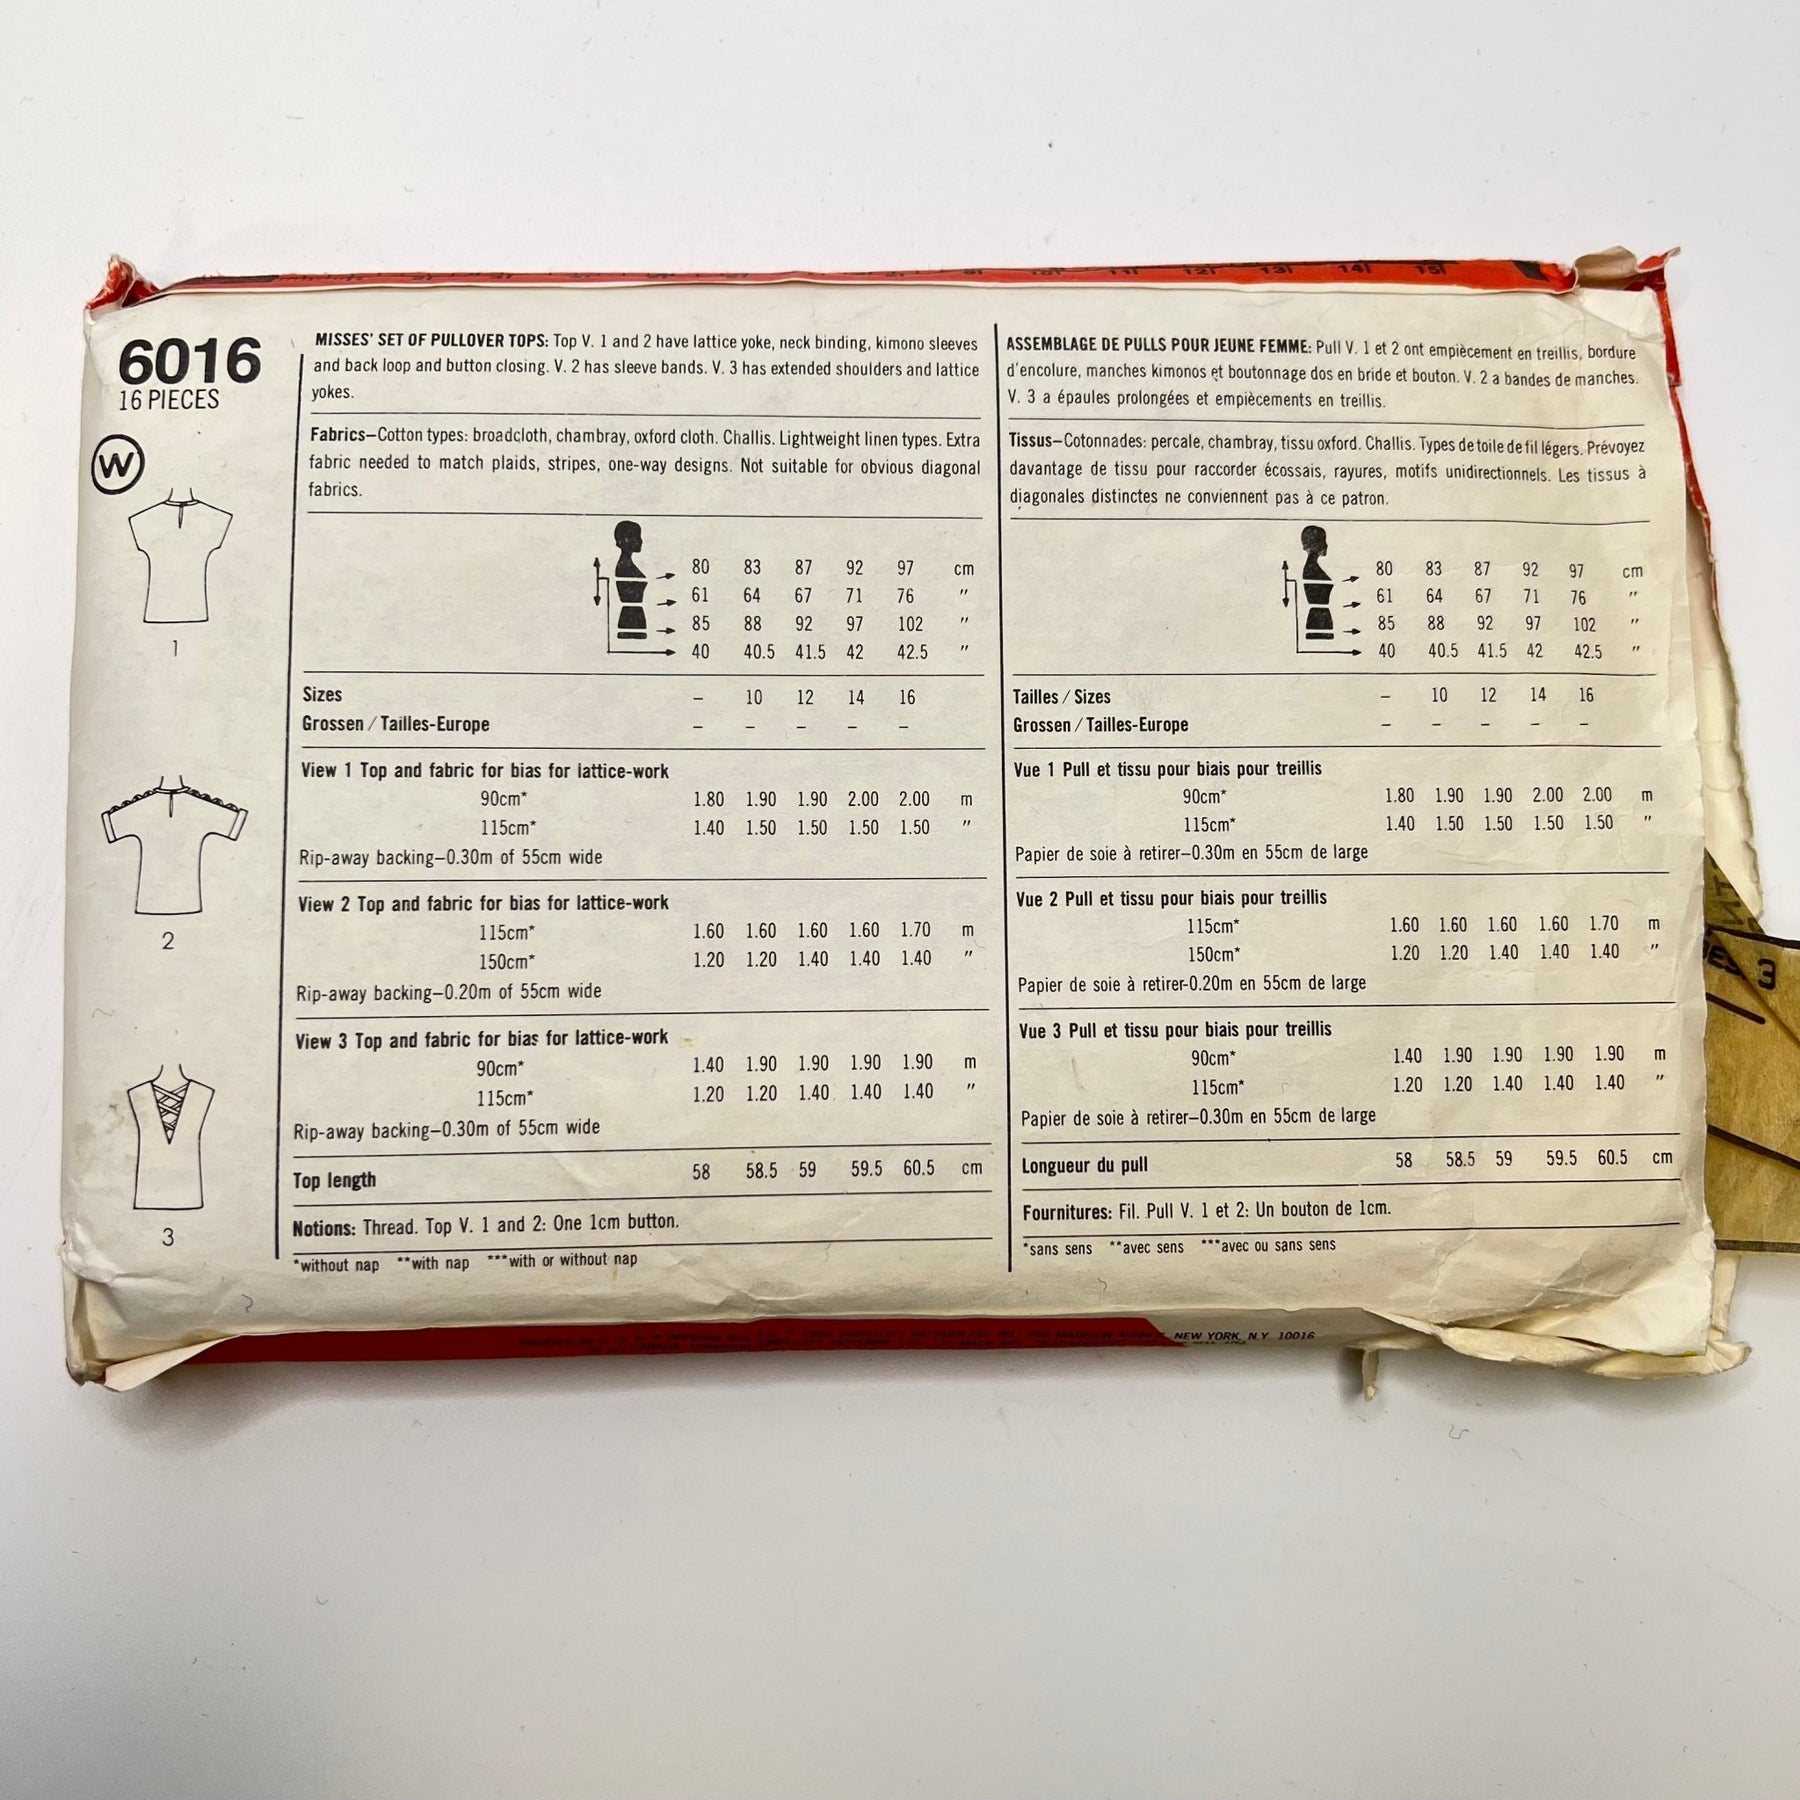 6016
16 PIECES
W
1
2
3
MISSES' SET OF PULLOVER TOPS: Top V. 1 and 2 have lattice yoke, neck binding, kimono sleeves
and back loop and button closing. V. 2 has sleeve bands. V. 3 has extended shoulders and lattice
yokes.
Fabrics–Cotton types: broadcloth, chambray, oxford cloth. Challis. Lightweight linen types. Extra
fabric needed to match plaids, stripes, one-way designs. Not suitable for obvious diagonal
fabrics.
80 83 87 92 97 cm
61 64 67 71 76 ″
85 88 92 97 102 ″
40 40.5 41.5 42 42.5 ″
Sizes – 10 12 14 16
Grossen / Tailles-Europe – – – – –
View 1 Top and fabric for bias for lattice-work
90cm* 1.80 1.90 1.90 2.00 2.00 m
115cm* 1.40 1.50 1.50 1.50 1.50 ″
Rip-away backing–0.30m of 55cm wide
View 2 Top and fabric for bias for lattice-work
115cm* 1.60 1.60 1.60 1.60 1.70 m
150cm* 1.20 1.20 1.40 1.40 1.40 ″
Rip-away backing–0.20m of 55cm wide
View 3 Top and fabric for bias for lattice-work
90cm* 1.40 1.90 1.90 1.90 1.90 m
115cm* 1.20 1.20 1.40 1.40 1.40 ″
Rip-away backing–0.30m of 55cm wide
Top length 58 58.5 59 59.5 60.5 cm
Notions: Thread. Top V. 1 and 2: One 1cm button.
*without nap **with nap ***with or without nap
ASSEMBLAGE DE PULLS POUR JEUNE FEMME: Pull V. 1 et 2 ont empiècement en treillis, bordure
d'encolure, manches kimonos et boutonnage dos en bride et bouton. V. 2 a bandes de manches.
V. 3 a épaules prolongées et empiècements en treillis.
Tissus–Cotonnades: percale, chambray, tissu oxford. Challis. Types de toile de fil légers. Prévoyez
davantage de tissu pour raccorder écossais, rayures, motifs unidirectionnels. Les tissus à
diagonales distinctes ne conviennent pas à ce patron.
80 83 87 92 97 cm
61 64 67 71 76 ″
85 88 92 97 102 ″
40 40.5 41.5 42 42.5 ″
Tailles / Sizes – 10 12 14 16
Grossen / Tailles-Europe – – – – –
Vue 1 Pull et tissu pour biais pour treillis
90cm* 1.80 1.90 1.90 2.00 2.00 m
115cm* 1.40 1.50 1.50 1.50 1.50 ″
Papier de soie à retirer–0.30m en 55cm de large
Vue 2 Pull et tissu pour biais pour treillis
115cm* 1.60 1.60 1.60 1.60 1.70 m
150cm* 1.20 1.20 1.40 1.40 1.40 ″
Papier de soie à retirer-0.20m en 55cm de large
Vue 3 Pull et tissu pour biais pour treillis
90cm* 1.40 1.90 1.90 1.90 1.90 m
115cm* 1.20 1.20 1.40 1.40 1.40 ″
Papier de soie à retirer–0.30m en 55cm de large
Longueur du pull 58 58.5 59 59.5 60.5 cm
Fournitures: Fil. Pull V. 1 et 2: Un bouton de 1cm.
*sans sens **avec sens ***avec ou sans sens
NEW YORK, N.Y. 10016
3